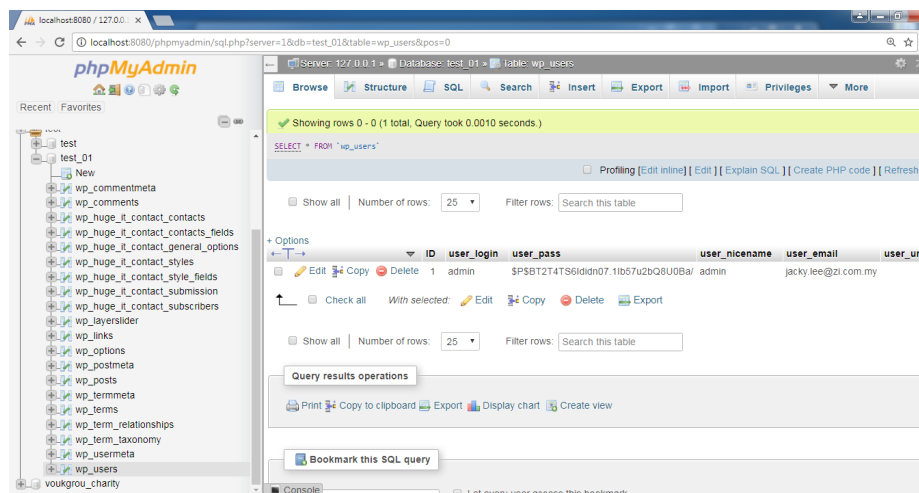 localhost:8080 / 127.0.0.
localhost:8080/phpmyadmin/sql.php?server=1&db=test_01&table=wp_users&pos=0
phpMyAdmin
Recent Favorites
test
test_01
New
wp_commentmeta
wp_comments
wp_huge_it_contact_contacts
wp_huge_it_contact_contacts_fields
wp_huge_it_contact_general_options
wp_huge_it_contact_styles
wp_huge_it_contact_style_fields
wp_huge_it_contact_submission
wp_huge_it_contact_subscribers
wp_layerslider
wp_links
wp_options
wp_postmeta
wp_posts
wp_termmeta
wp_terms
wp_term_relationships
wp_term_taxonomy
wp_usermeta
wp_users
voukgrou_charity
Server: 127.0.0.1 » Database: test_01 » Table: wp_users
Browse Structure SQL Search Insert Export Import Privileges More
Showing rows 0 - 0 (1 total, Query took 0.0010 seconds.)
SELECT * FROM `wp_users`
Profiling [Edit inline] [ Edit ] [ Explain SQL ] [ Create PHP code ] [ Refresh
Show all Number of rows: 25 Filter rows: Search this table
+ Options
ID user_login user_pass user_nicename user_email user_ur
Edit Copy Delete 1 admin admin jacky.lee@zi.com.my
Check all With selected: Edit Copy Delete Export
Show all Number of rows: 25 Filter rows: Search this table
Query results operations
Print Copy to clipboard Export Display chart Create view
Bookmark this SQL query
Console
Let every user access this bookmark